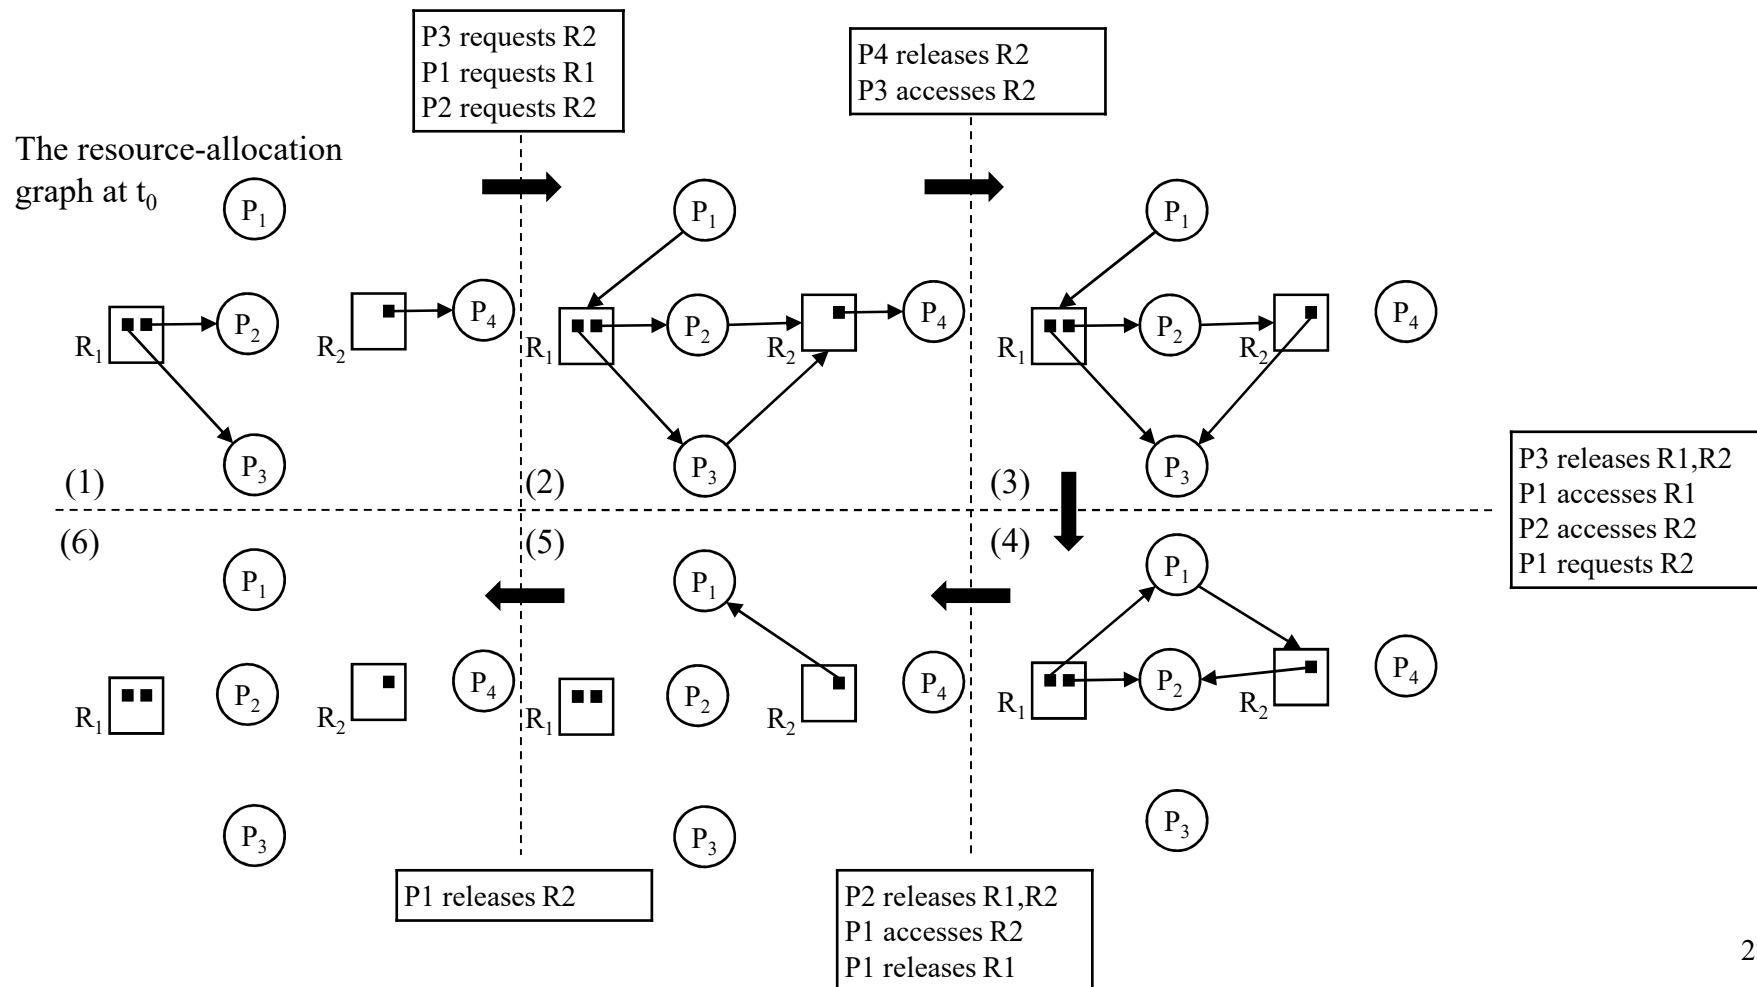 P3 requests R2
P1 requests R1
P2 requests R2
P4 releases R2
P3 accesses R2
The resource-allocation
graph at t0
P1
R1
P2
R2
P4
P3
(1)
P1
R1
P2
R2
P4
P3
(2)
P1
R1
P2
R2
P4
P3
(3)
P3 releases R1,R2
P1 accesses R1
P2 accesses R2
P1 requests R2
(6)
P1
R1
P2
R2
P4
P3
(5)
P1
R1
P2
R2
P4
P3
(4)
P1
R1
P2
R2
P4
P3
P1 releases R2
P2 releases R1,R2
P1 accesses R2
P1 releases R1